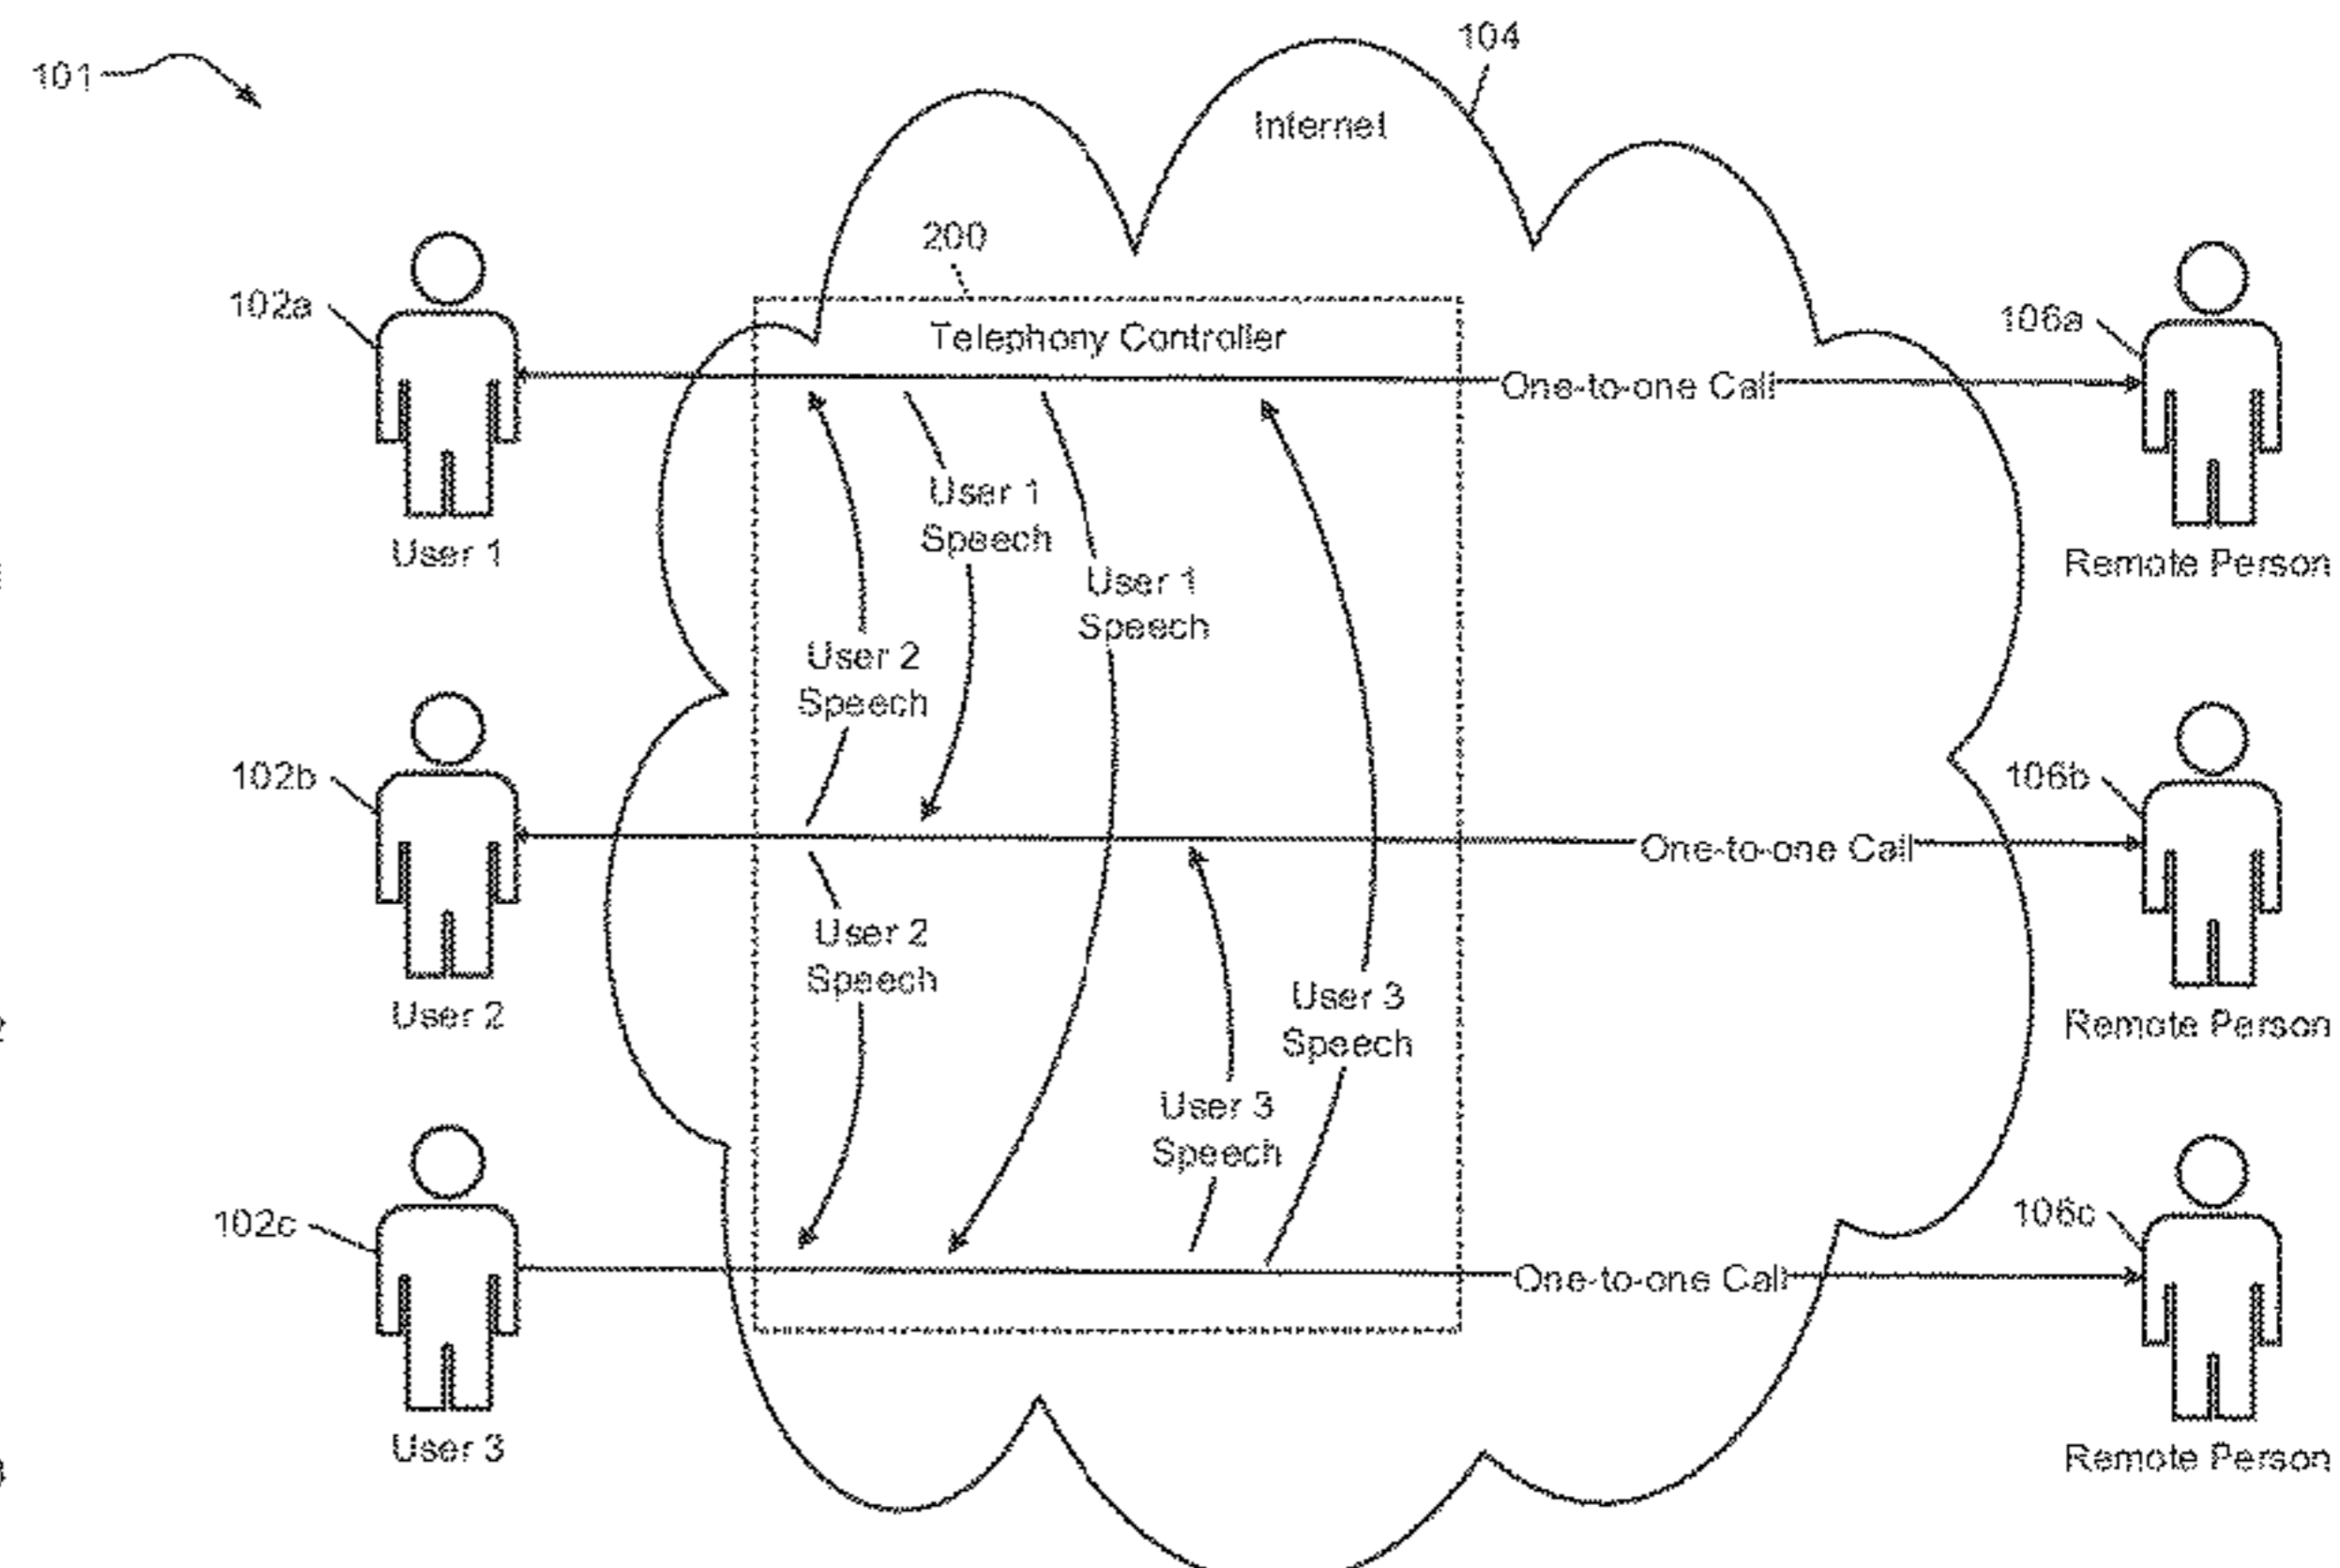 104
101
Internet
200
102a
Telephony Controller
106a
One-to-one Call
User 1
Speech
User 1
Remote Person
User 1
Speech
User 2
Speech
102b
106b
One-to-one Call
User 2
Speech
User 3
Speech
User 2
Remote Person
User 3
Speech
102c
106c
One-to-one Call
User 3
Remote Person